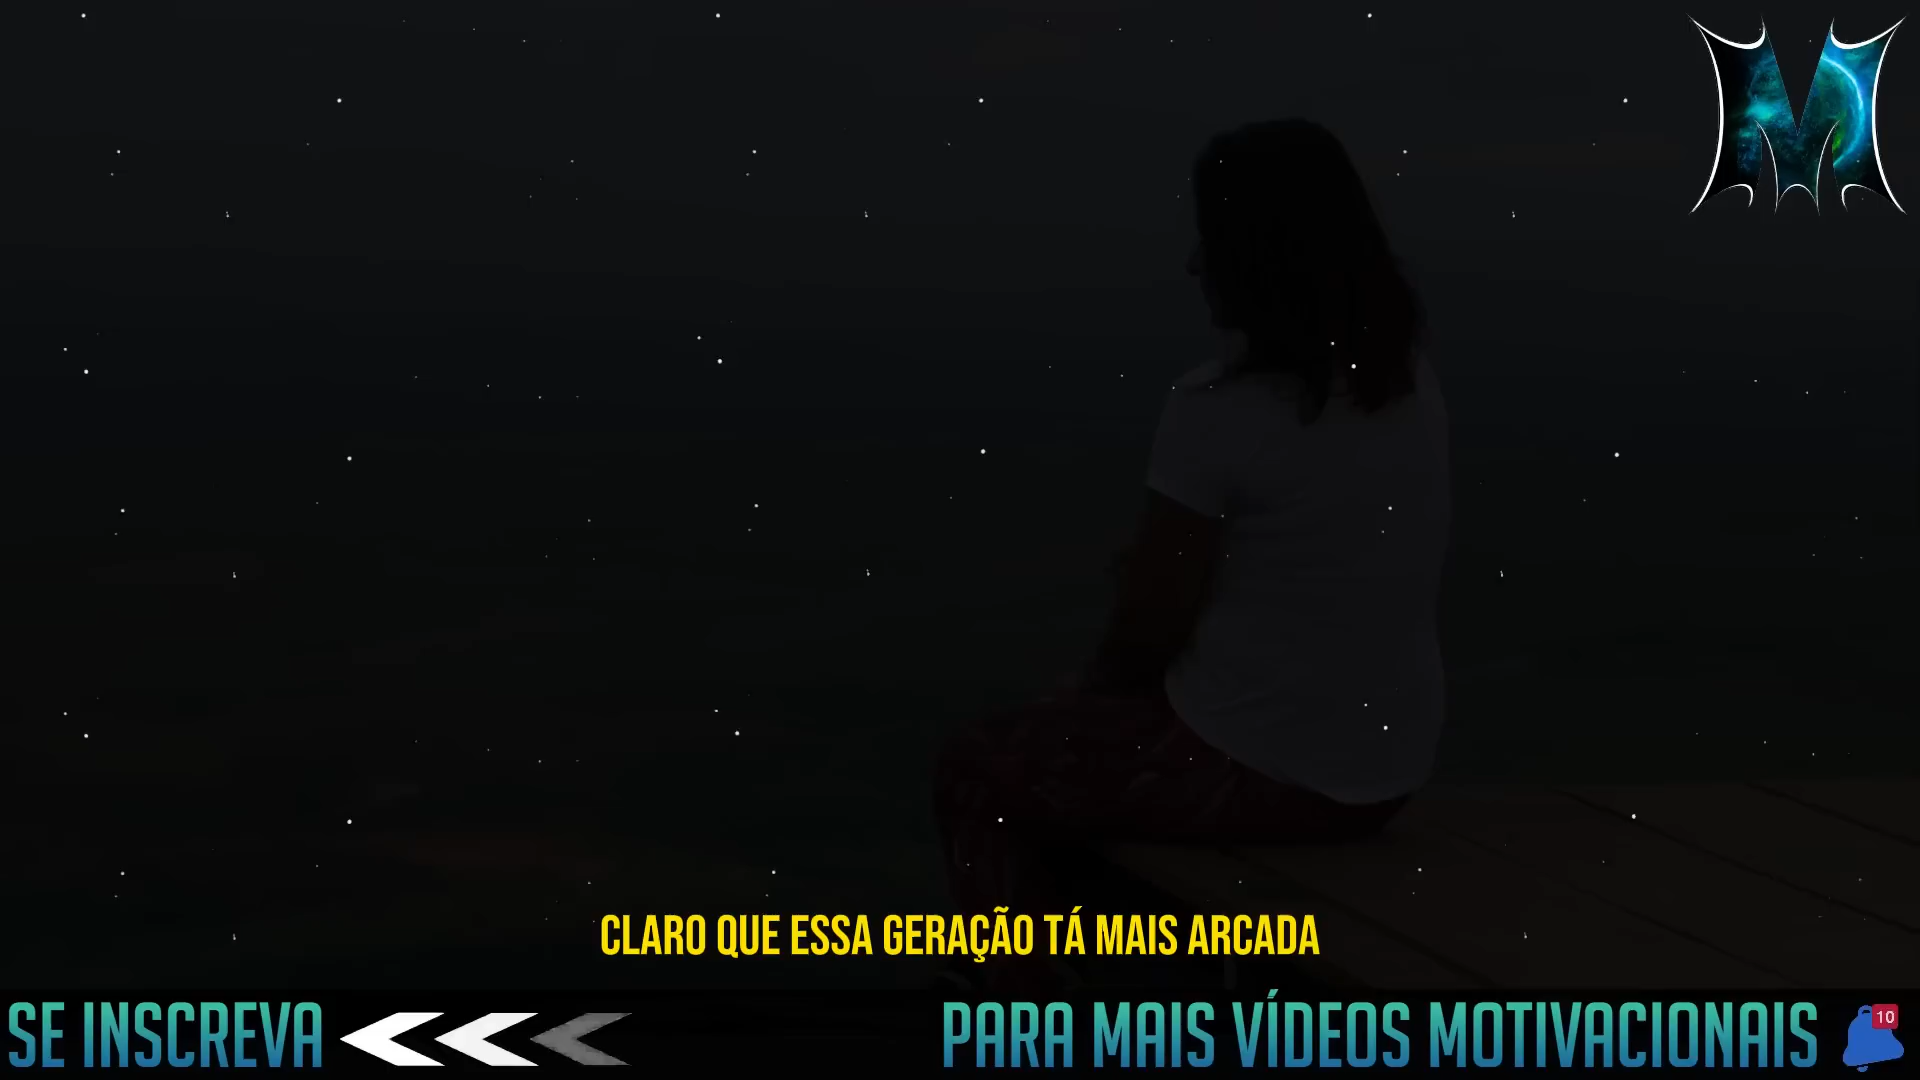 CLARO QUE ESSA GERAÇÃO TÁ MAIS ARCADA
SE INSCREVA
PARA MAIS VÍDEOS MOTIVACIONAIS
10
M